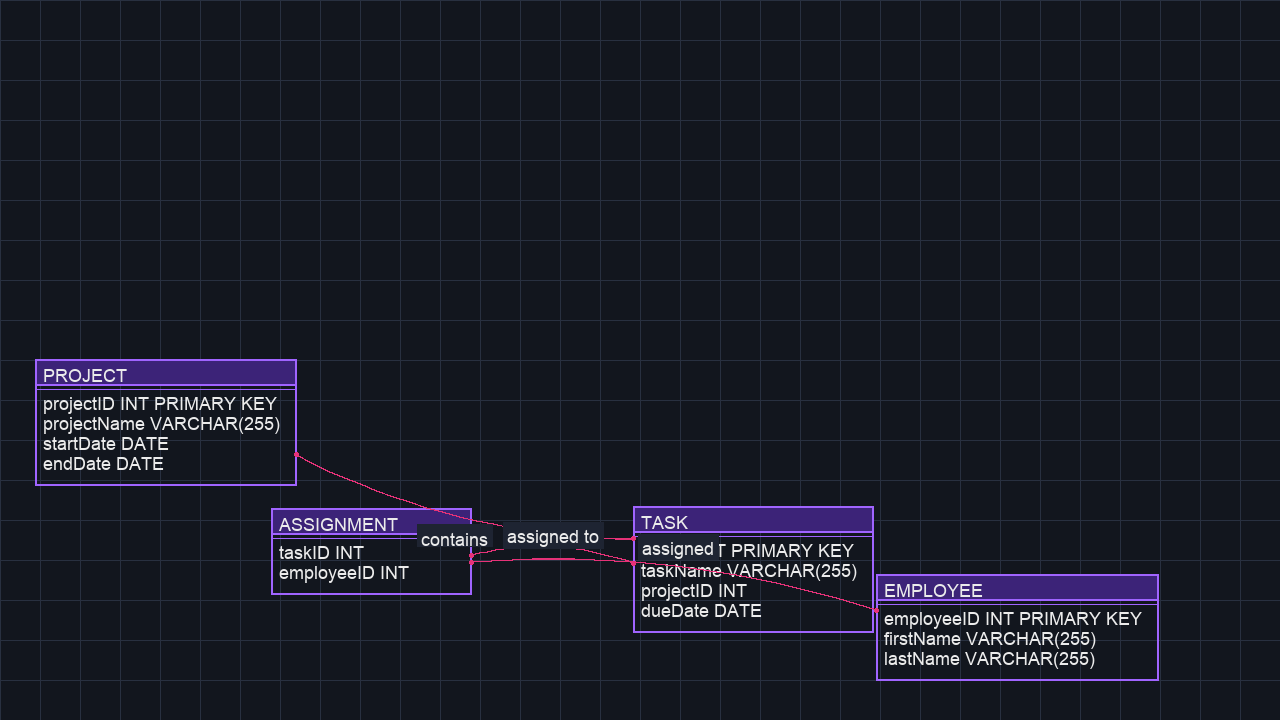 PROJECT
projectID INT PRIMARY KEY
projectName VARCHAR(255)
startDate DATE
endDate DATE
ASSIGNMENT
taskID INT
employeeID INT
contains
assigned to
TASK
assigned
PRIMARY KEY
taskName VARCHAR(255)
projectID INT
dueDate DATE
EMPLOYEE
employeeID INT PRIMARY KEY
firstName VARCHAR(255)
lastName VARCHAR(255)